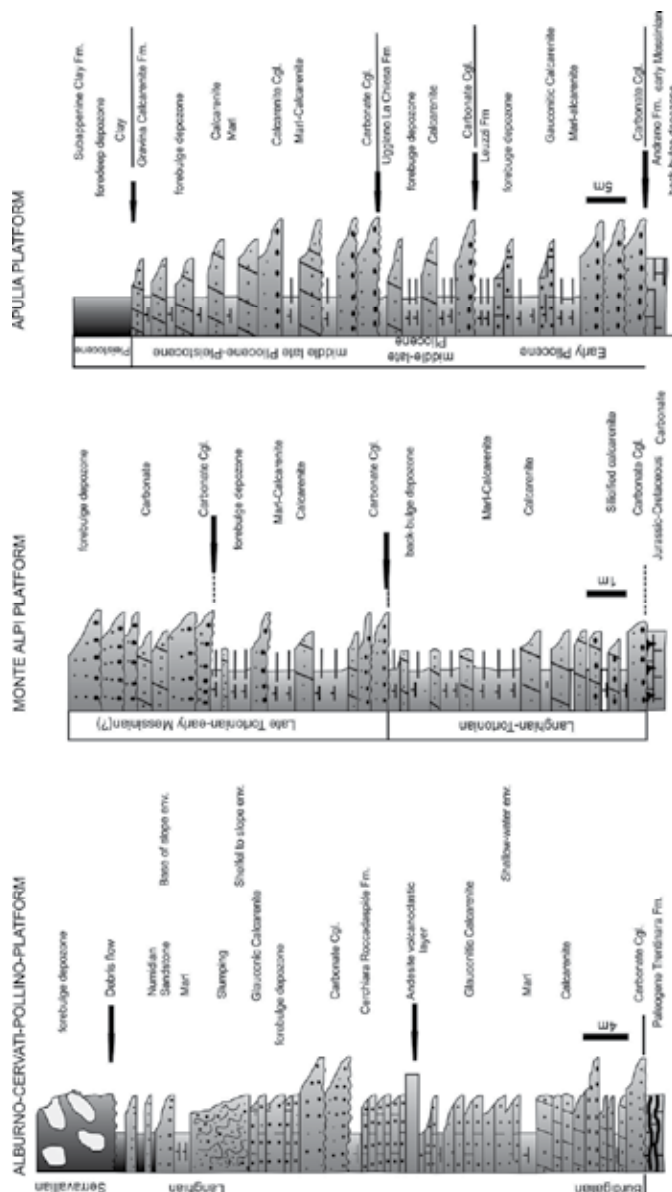 ALBURNO-CERVATI-POLLINO-PLATFORM
Serravallian
Langhian
Burdigalian
forebulge depozone
Debris flow
Numidian
Sandstone
Base of slope env.
Marl
Slumping
Shelf to slope env.
Glauconic Calcarenite
forebulge depozone
Carbonate Cgl.
Cerchiara Roccadaspide Fm.
Andesite volcanoclastic
layer
Glauconitic Calcarenite
Shallow-water env.
Marl
Calcarenite
4m
Carbonate Cgl.
Paleogene Trentinara Fm.
MONTE ALPI PLATFORM
Late Tortonian-early Messinian(?)
Langhian-Tortonian
forebulge depozone
Carbonate
Carbonate Cgl.
forebulge depozone
Marl-Calcarenite
Calcarenite
Carbonate Cgl.
back-bulge depozone
Marl-Calcarenite
Calcarenite
Silicified calcarenite
1m
Carbonate Cgl.
Jurassic-Cretaceous Carbonate
APULIA PLATFORM
Pleistocene
middle late Pliocene-Pleistocene
middle-late
Pliocene
Early Pliocene
Subappenine Clay Fm.
foredeep depozone
Clay
Gravina Calcarenite Fm.
forebulge depozone
Calcarenite
Marl
Calcarenite Cgl.
Marl-Calcarenite
Carbonate Cgl.
Uggiano La Chiesa Fm
forebulge depozone
Calcarenite
Carbonate Cgl.
Leuzzi Fm
forebulge depozone
Gauconitic Calcarenite
Marl-alcarenite
5m
Carbonate Cgl.
Andrano Fm. early Messinian